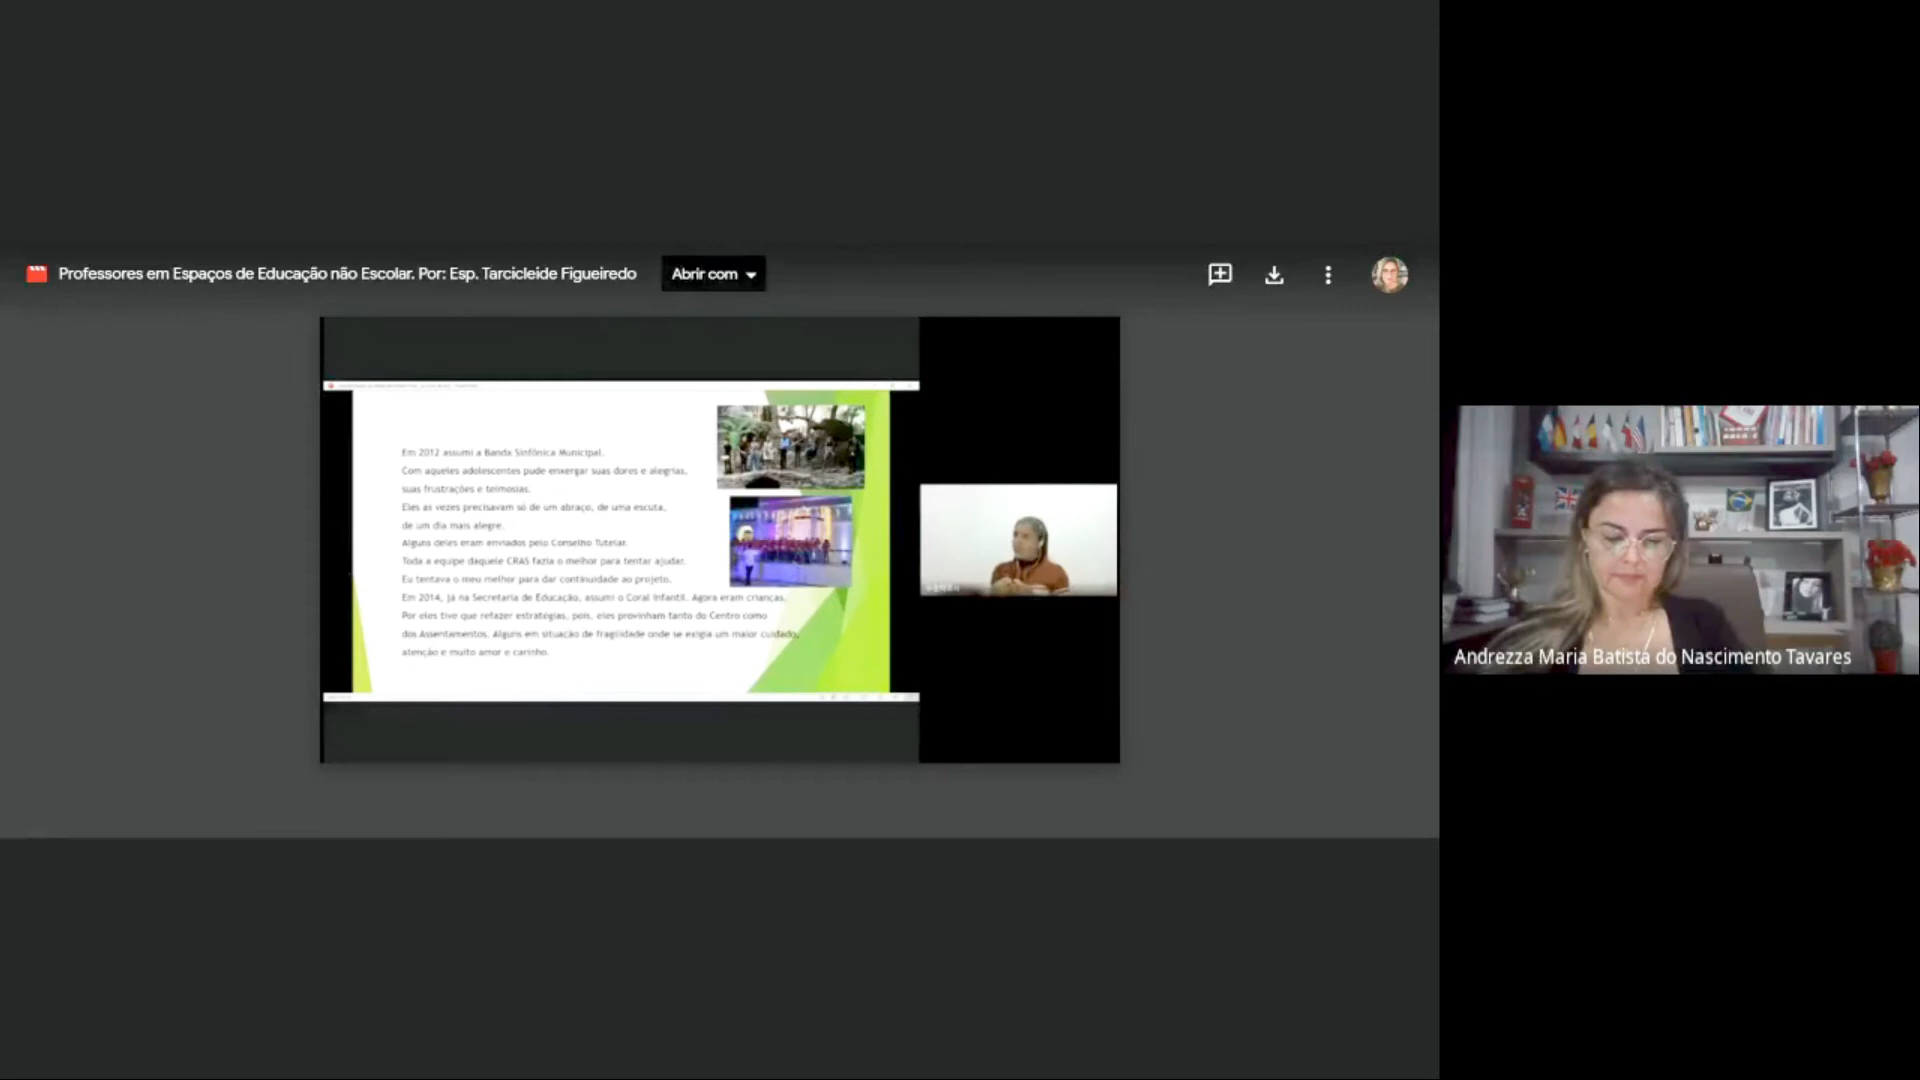 Professores em Espaços de Educação não Escolar. Por: Esp. Tarcicleide Figueiredo
Abrir com
Em 2012 assumi a Banda Sinfônica Municipal.
Com aqueles adolescentes pude enxergar suas dores e alegrias,
suas frustrações e teimosias.
Eles as vezes precisavam só de um abraço, de uma escuta,
de um dia mais alegre.
Alguns deles eram enviados pelo Conselho Tutelar.
Toda a equipe daquele CRAS fazia o melhor para tentar ajudar.
Eu tentava o meu melhor para dar continuidade ao projeto.
Em 2014, já na Secretaria de Educação, assumi o Coral Infantil. Agora eram crianças.
Por eles tive que refazer estratégias, pois, eles provinham tanto do Centro como
dos Assentamentos. Alguns em situação de fragilidade onde se exigia um maior cuidado,
atenção e muito amor e carinho.
Andrezza Maria Batista do Nascimento Tavares